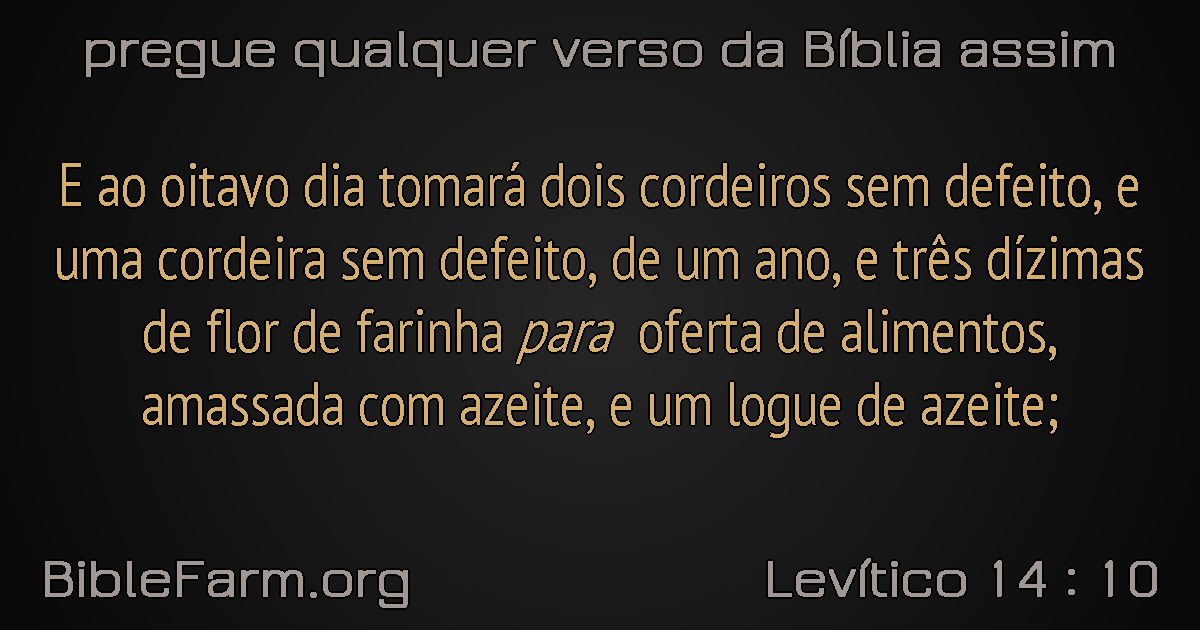 pregue qualquer verso da Bíblia assim
E ao oitavo dia tomará dois cordeiros sem defeito, e
uma cordeira sem defeito, de um ano, e três dízimas
de flor de farinha para oferta de alimentos,
amassada com azeite, e um logue de azeite;
BibleFarm.org
Levítico 14 : 10